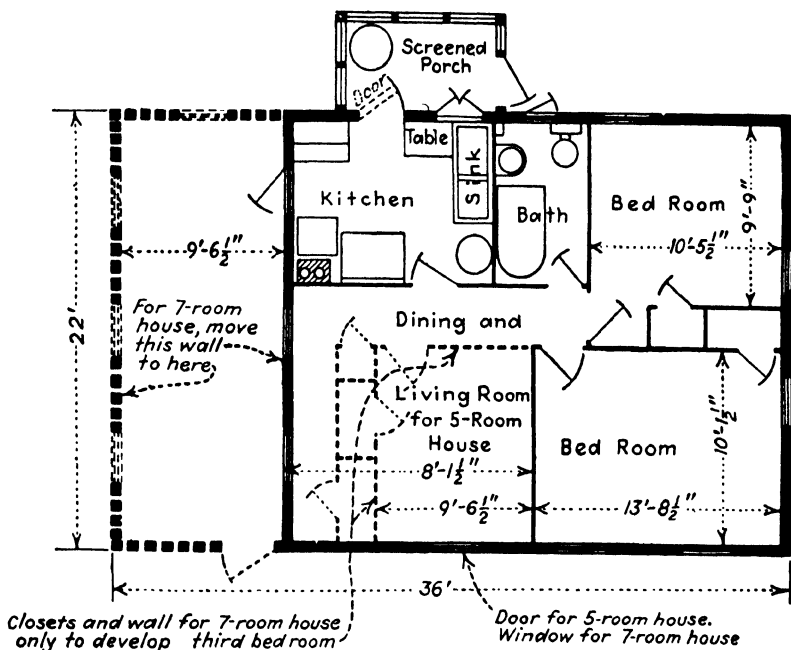 Screened
Porch
Door
Table
Sink
Kitchen
Bath
Bed Room
9'-9"
10'-5½"
9'-6½"
22'
For 7-room
house, move
this wall
to here
Dining and
Living Room
for 5-Room
House
8'-1½"
9'-6½"
Bed Room
10'-1½"
13'-8½"
36'
Closets and wall for 7-room house
only to develop third bedroom
Door for 5-room house.
Window for 7-room house